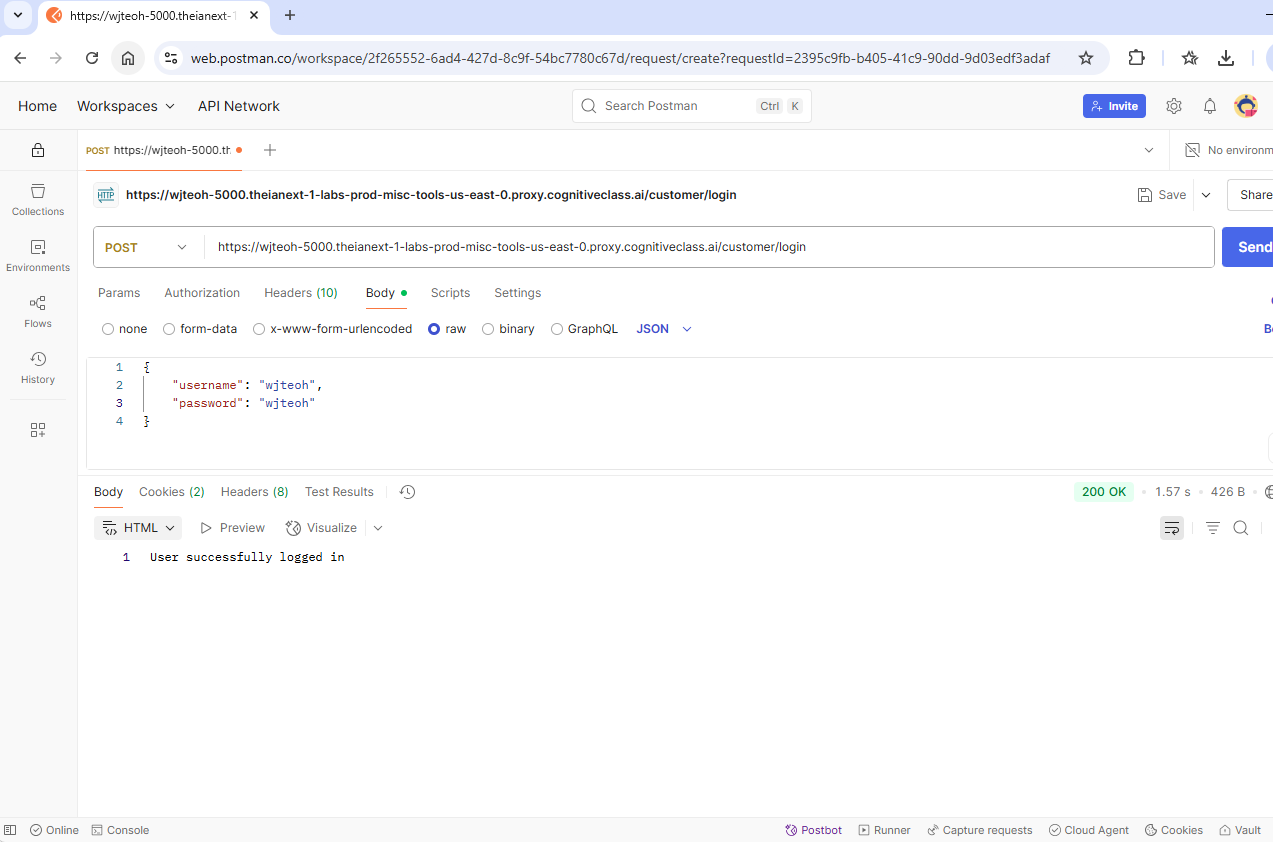 https://wjteoh-5000.theianext-1
web.postman.co/workspace/2f265552-6ad4-427d-8c9f-54bc7780c67d/request/create?requestId=2395c9fb-b405-41c9-90dd-9d03edf3adaf
Home Workspaces API Network Search Postman Ctrl K Invite
POST https://wjteoh-5000.th No environm
Collections
Environments
Flows
History
HTTP https://wjteoh-5000.theianext-1-labs-prod-misc-tools-us-east-0.proxy.cognitiveclass.ai/customer/login Save Share
POST https://wjteoh-5000.theianext-1-labs-prod-misc-tools-us-east-0.proxy.cognitiveclass.ai/customer/login Send
Params Authorization Headers (10) Body Scripts Settings
none form-data x-www-form-urlencoded raw binary GraphQL JSON Be
1 {
2 "username": "wjteoh",
3 "password": "wjteoh"
4 }
Body Cookies (2) Headers (8) Test Results 200 OK 1.57 s 426 B
HTML Preview Visualize
1 User successfully logged in
Online Console Postbot Runner Capture requests Cloud Agent Cookies Vault